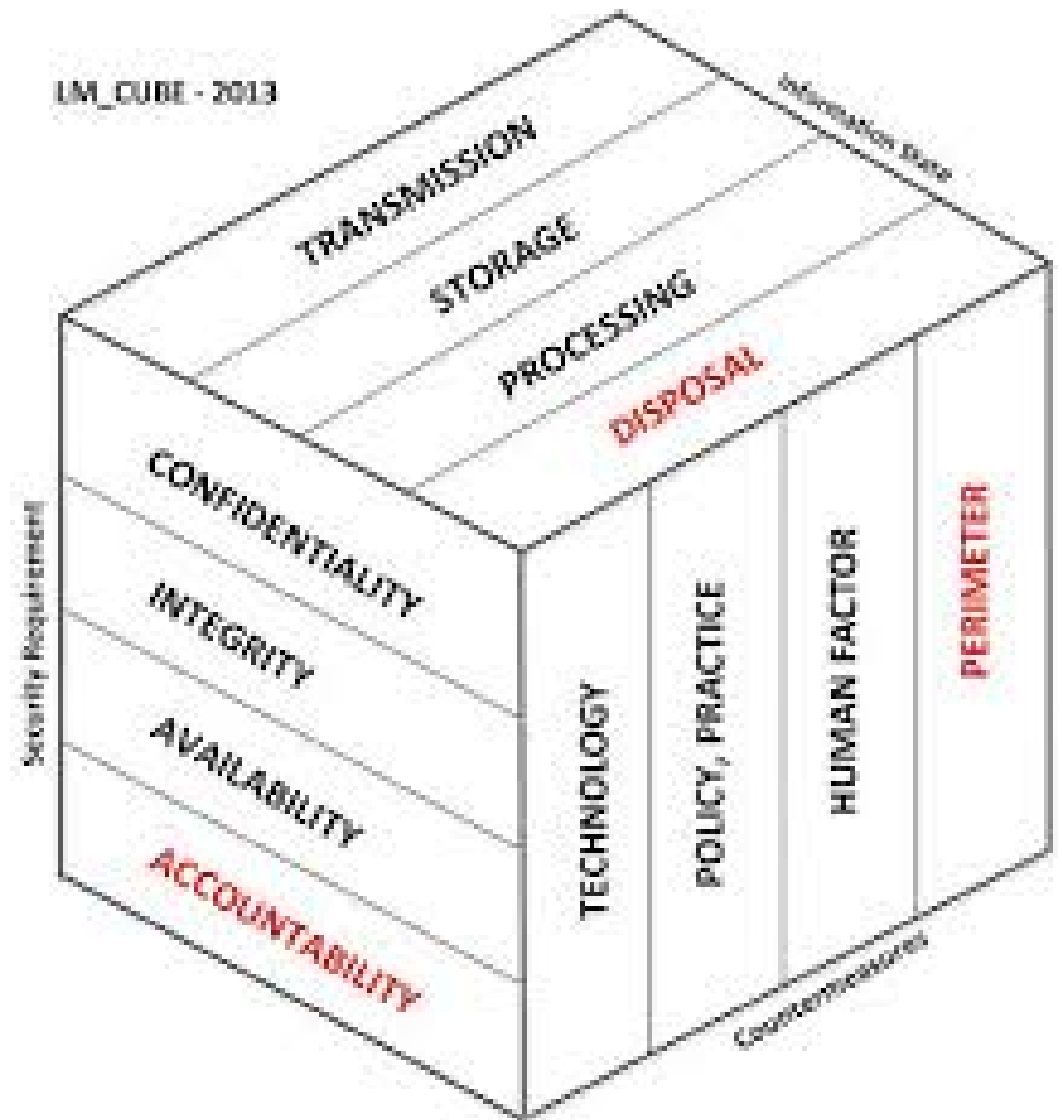 LM_CUBE - 2013
Information State
TRANSMISSION
STORAGE
PROCESSING
DISPOSAL
Security Requirement
CONFIDENTIALITY
INTEGRITY
AVAILABILITY
ACCOUNTABILITY
TECHNOLOGY
POLICY, PRACTICE
HUMAN FACTOR
PERIMETER
Countermeasures